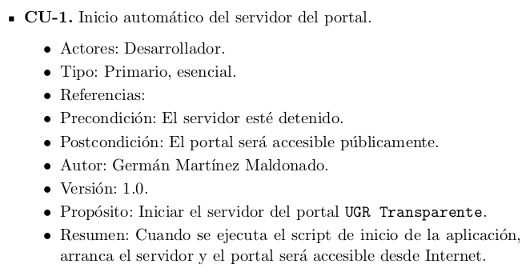 ▪ CU-1. Inicio automático del servidor del portal.
• Actores: Desarrollador.
• Tipo: Primario, esencial.
• Referencias:
• Precondición: El servidor esté detenido.
• Postcondición: El portal será accesible públicamente.
• Autor: Germán Martínez Maldonado.
• Versión: 1.0.
• Propósito: Iniciar el servidor del portal UGR Transparente.
• Resumen: Cuando se ejecuta el script de inicio de la aplicación,
arranca el servidor y el portal será accesible desde Internet.